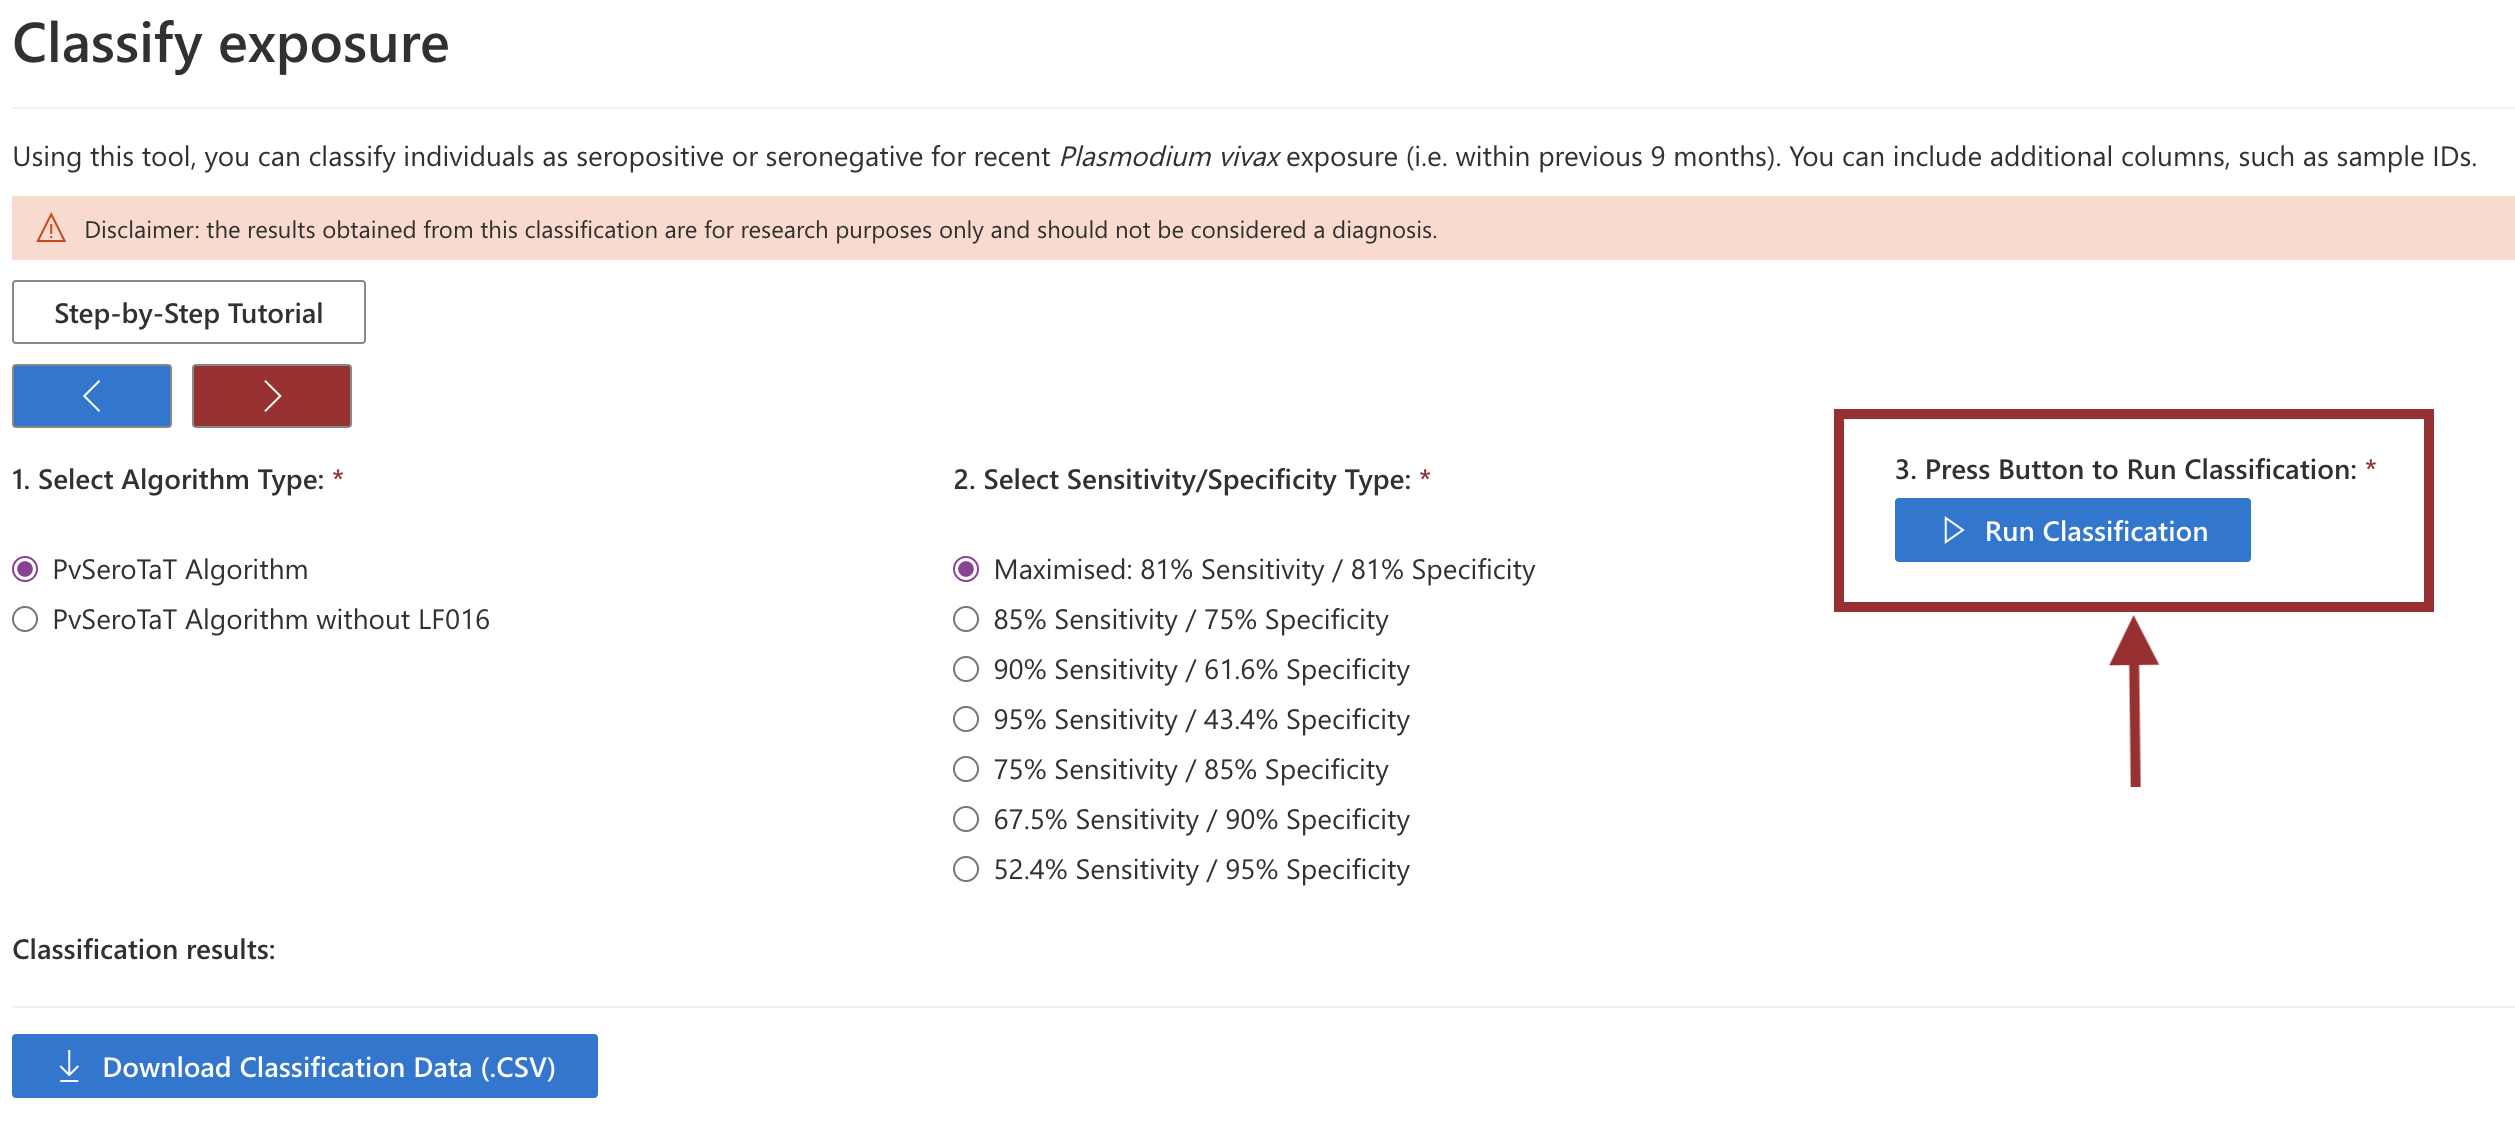 Classify exposure
Using this tool, you can classify individuals as seropositive or seronegative for recent Plasmodium vivax exposure (i.e. within previous 9 months). You can include additional columns, such as sample IDs.
Disclaimer: the results obtained from this classification are for research purposes only and should not be considered a diagnosis.
Step-by-Step Tutorial
1. Select Algorithm Type: *
PvSeroTaT Algorithm
PvSeroTaT Algorithm without LF016
2. Select Sensitivity/Specificity Type: *
Maximised: 81% Sensitivity / 81% Specificity
85% Sensitivity / 75% Specificity
90% Sensitivity / 61.6% Specificity
95% Sensitivity / 43.4% Specificity
75% Sensitivity / 85% Specificity
67.5% Sensitivity / 90% Specificity
52.4% Sensitivity / 95% Specificity
3. Press Button to Run Classification: *
Run Classification
Classification results:
Download Classification Data (.CSV)